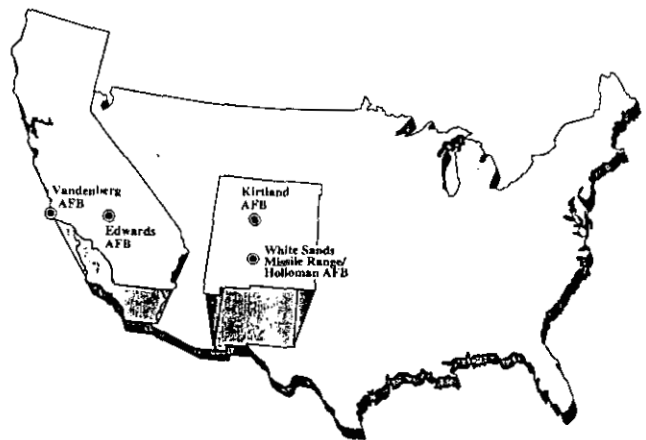 Vandenberg
AFB
Edwards
AFB
Kirtland
AFB
White Sands
Missile Range/
Holloman AFB